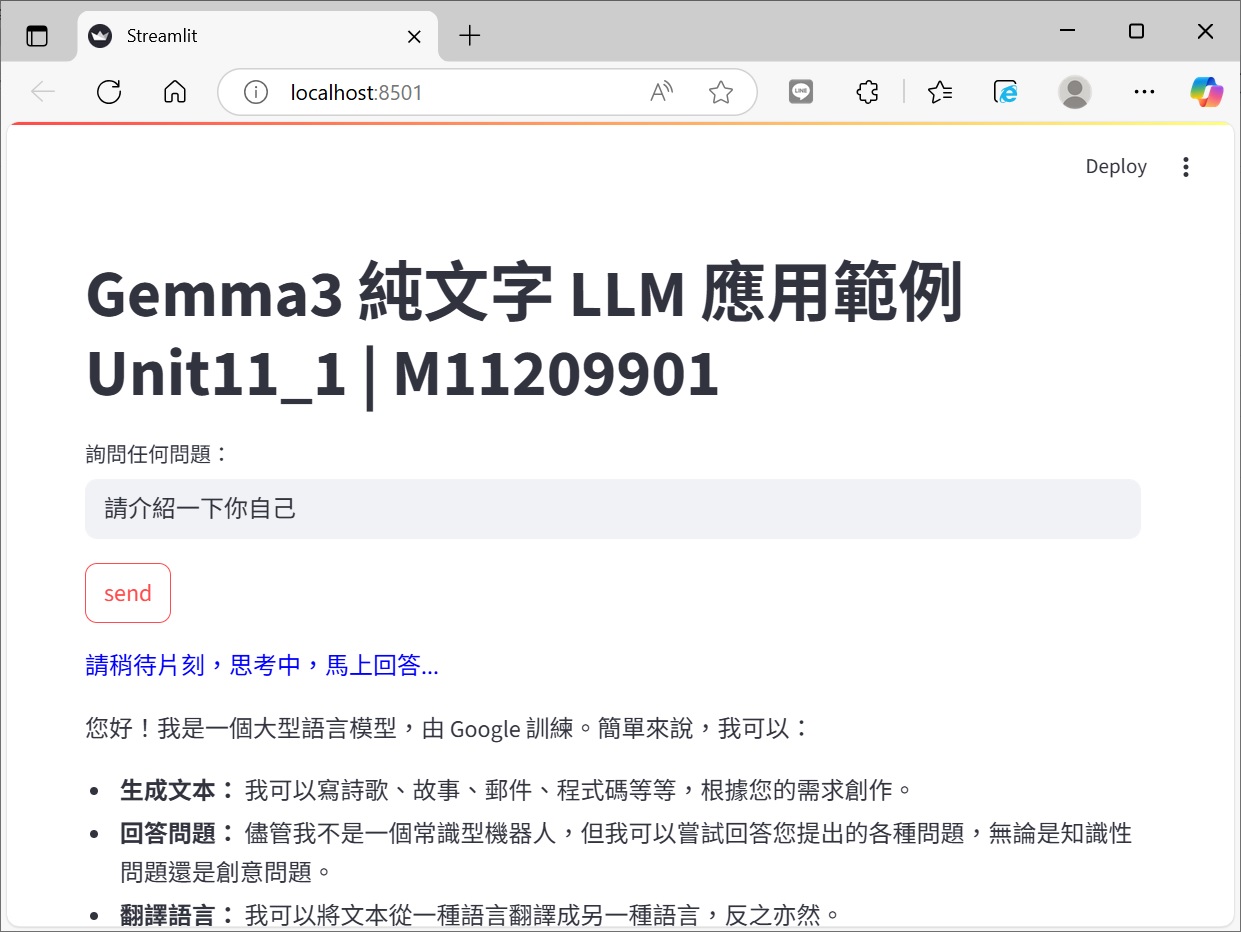 Streamlit
localhost:8501
Deploy
Gemma3 純文字 LLM 應用範例
Unit11_1 | M11209901
詢問任何問題：
請介紹一下你自己
send
請稍待片刻，思考中，馬上回答...
您好！我是一個大型語言模型，由 Google 訓練。簡單來說，我可以：
• 生成文本： 我可以寫詩歌、故事、郵件、程式碼等等，根據您的需求創作。
• 回答問題： 儘管我不是一個常識型機器人，但我可以嘗試回答您提出的各種問題，無論是知識性
問題還是創意問題。
• 翻譯語言： 我可以將文本從一種語言翻譯成另一種語言，反之亦然。